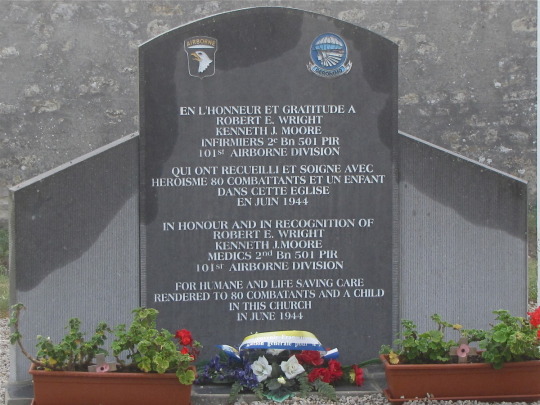 AIRBORNE
GERONIMO
EN L'HONNEUR ET GRATITUDE A
ROBERT E. WRIGHT
KENNETH J. MOORE
INFIRMIERS 2e Bn 501 PIR
101st AIRBORNE DIVISION
QUI ONT RECUEILLI ET SOIGNE AVEC
HEROISME 80 COMBATTANTS ET UN ENFANT
DANS CETTE EGLISE
EN JUIN 1944
IN HONOUR AND IN RECOGNITION OF
ROBERT E. WRIGHT
KENNETH J.MOORE
MEDICS 2nd Bn 501 PIR
101st AIRBORNE DIVISION
FOR HUMANE AND LIFE SAVING CARE
RENDERED TO 80 COMBATANTS AND A CHILD
IN THIS CHURCH
IN JUNE 1944